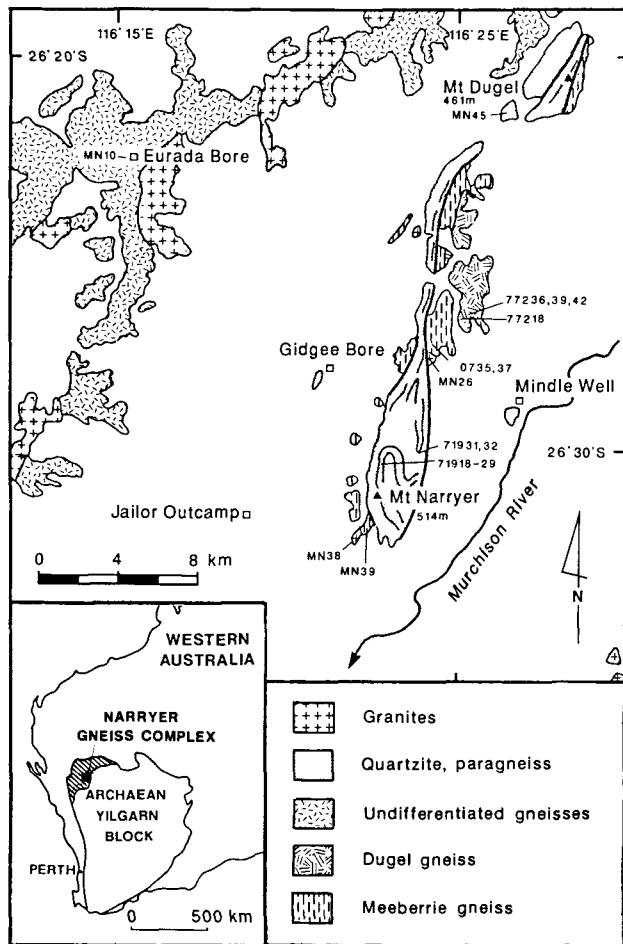 116°15'E
116°25'E
26°20'S
Mt Dugel
461m
MN45
MN10
Eurada Bore
77236,39,42
77218
Gidgee Bore
0735,37
MN26
Mindle Well
71931,32
26°30'S
71918-29
Mt Narryer
514m
Jailor Outcamp
0 4 8 km
MN38
MN39
Murchison River
N
WESTERN
AUSTRALIA
NARRYER
GNEISS COMPLEX
ARCHAEAN
YILGARN
BLOCK
PERTH
0 500 km
Granites
Quartzite, paragneiss
Undifferentiated gneisses
Dugel gneiss
Meeberrie gneiss